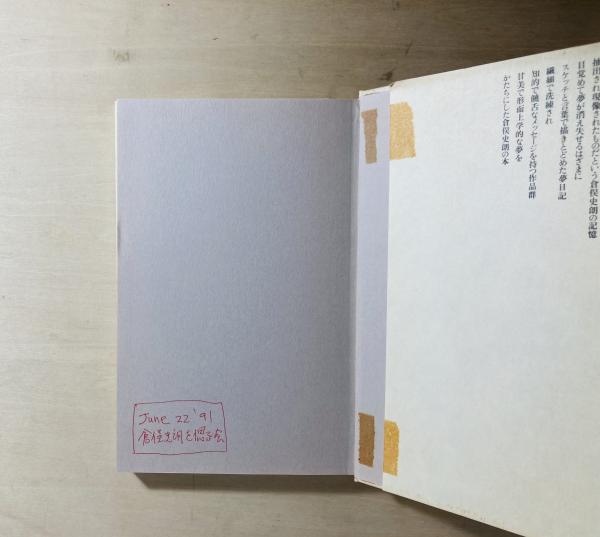 抽出され現像されたものだという倉俣史朗の記憶
目覚めて夢が消え失せるはざまに
スケッチと言葉で描きとどめた夢日記
繊細で洗練され
知的で饒舌なメッセージを持つ作品群
甘美で形而上学的な夢を
かたちにした倉俣史朗の本
June 22 '91
倉俣史朗を偲ぶ会